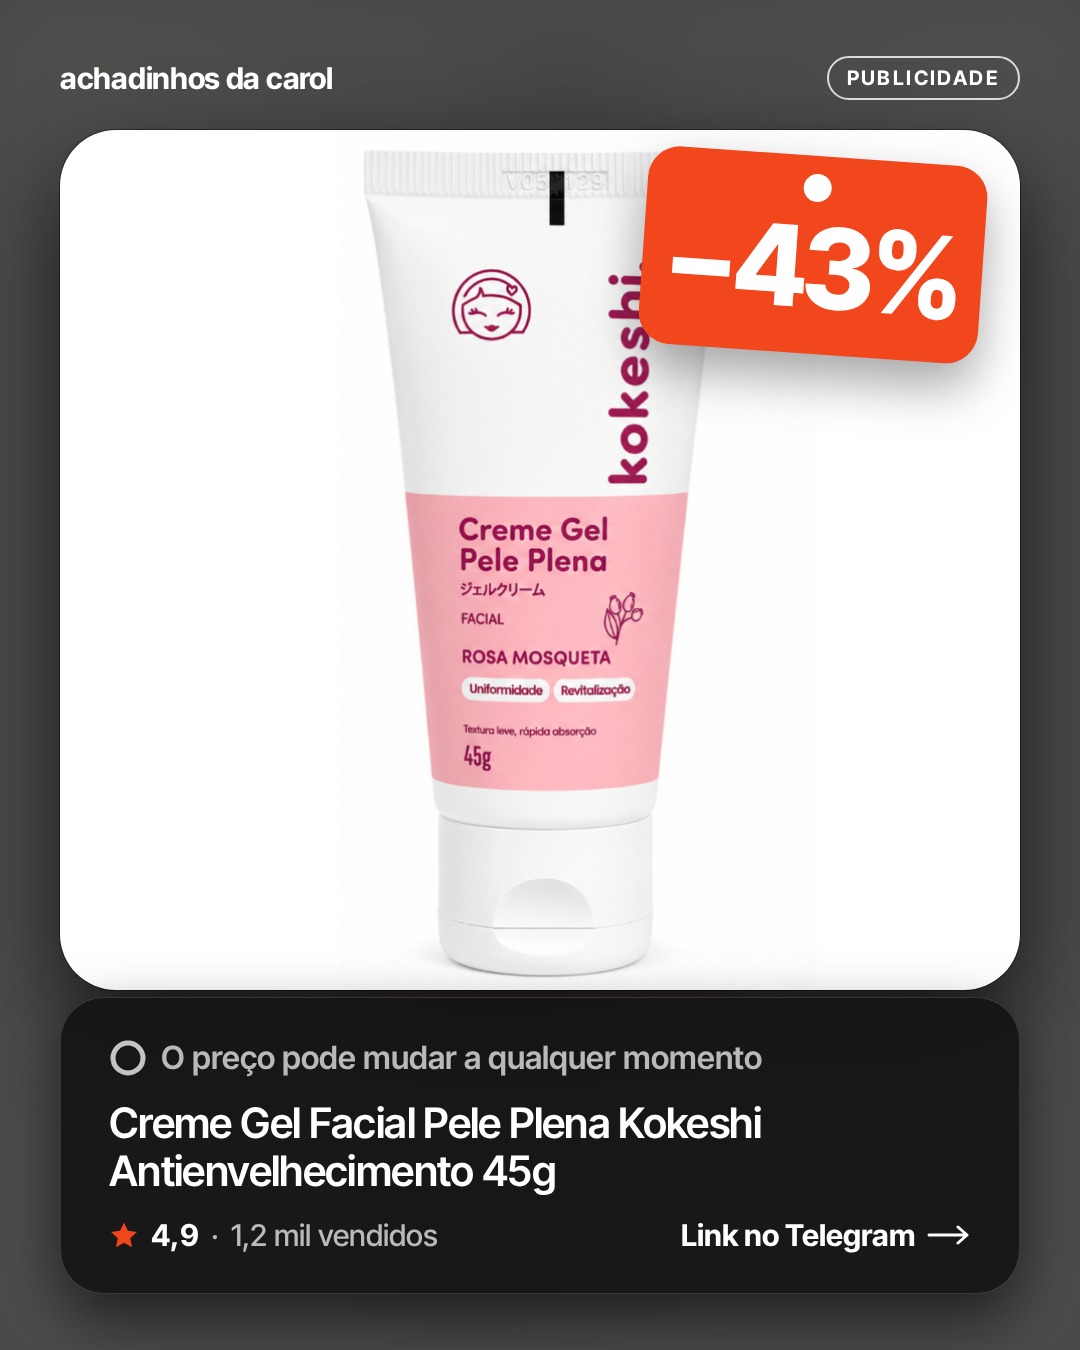 achadinhos da carol
PUBLICIDADE
-43%
kokeshi
Creme Gel
Pele Plena
ジェルクリーム
FACIAL
ROSA MOSQUETA
Uniformidade Revitalização
Textura leve, rápida absorção
45g
O preço pode mudar a qualquer momento
Creme Gel Facial Pele Plena Kokeshi
Antienvelhecimento 45g
4,9 · 1,2 mil vendidos
Link no Telegram →